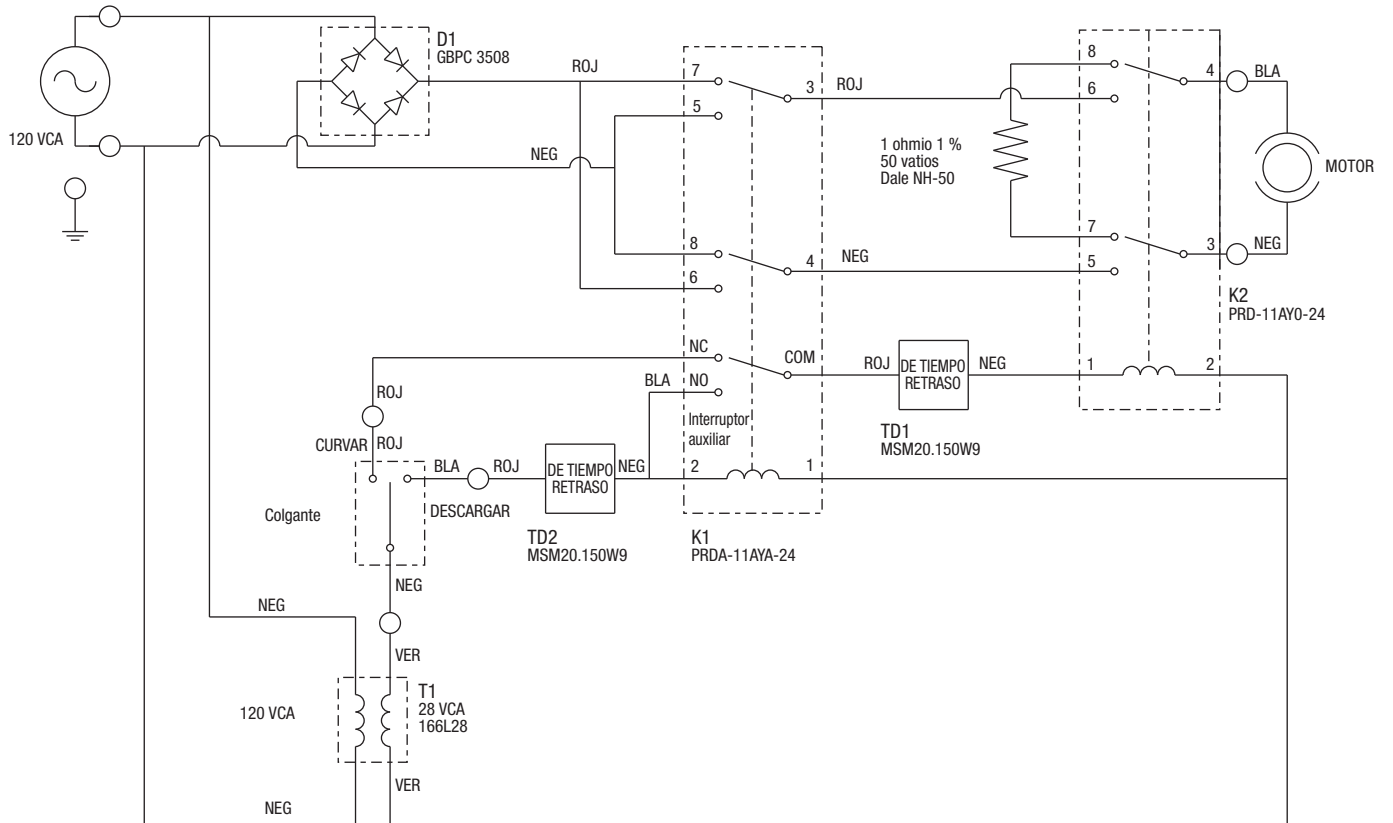 120 VCA
D1
GBPC 3508
ROJ
NEG
7
5
3
ROJ
8
6
4
BLA
1 ohmio 1 %
50 vatios
Dale NH-50
MOTOR
8
6
4
NEG
7
5
3
NEG
K2
PRD-11AY0-24
NC
COM
BLA
NO
Interruptor
auxiliar
ROJ
DE TIEMPO
RETRASO
NEG
1
2
TD1
MSM20.150W9
ROJ
CURVAR
ROJ
Colgante
BLA
ROJ
DESCARGAR
DE TIEMPO
RETRASO
NEG
2
1
TD2
MSM20.150W9
K1
PRDA-11AYA-24
NEG
NEG
VER
120 VCA
T1
28 VCA
166L28
VER
NEG